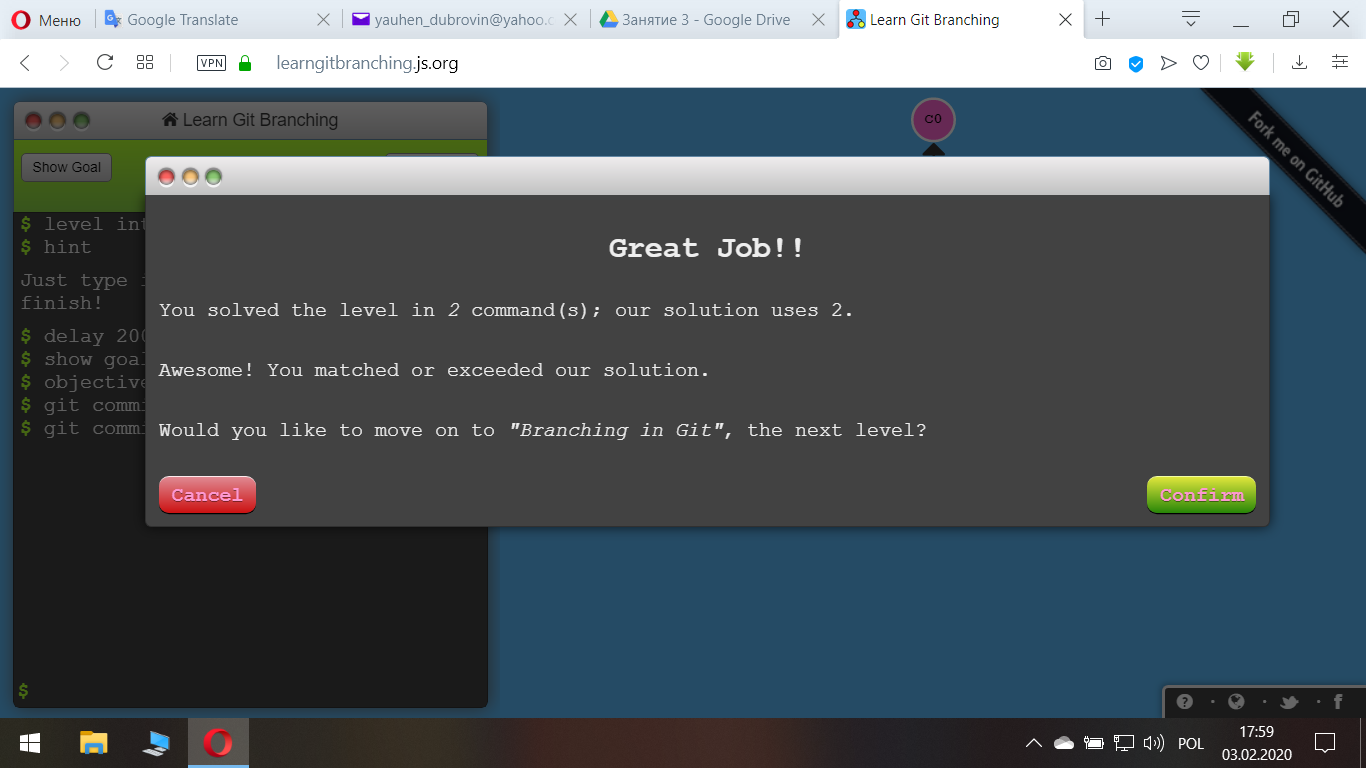 Меню
Google Translate
yauhen_dubrovin@yahoo.c
Занятие 3 - Google Drive
Learn Git Branching
VPN
learngitbranching.js.org
Learn Git Branching
C0
Fork me on GitHub
Show Goal
$ level int
$ hint
Just type
finish!
$ delay 200
$ show goal
$ objective
$ git comm
$ git comm
$
Great Job!!
You solved the level in 2 command(s); our solution uses 2.
Awesome! You matched or exceeded our solution.
Would you like to move on to "Branching in Git", the next level?
Cancel
Confirm
POL
17:59
03.02.2020